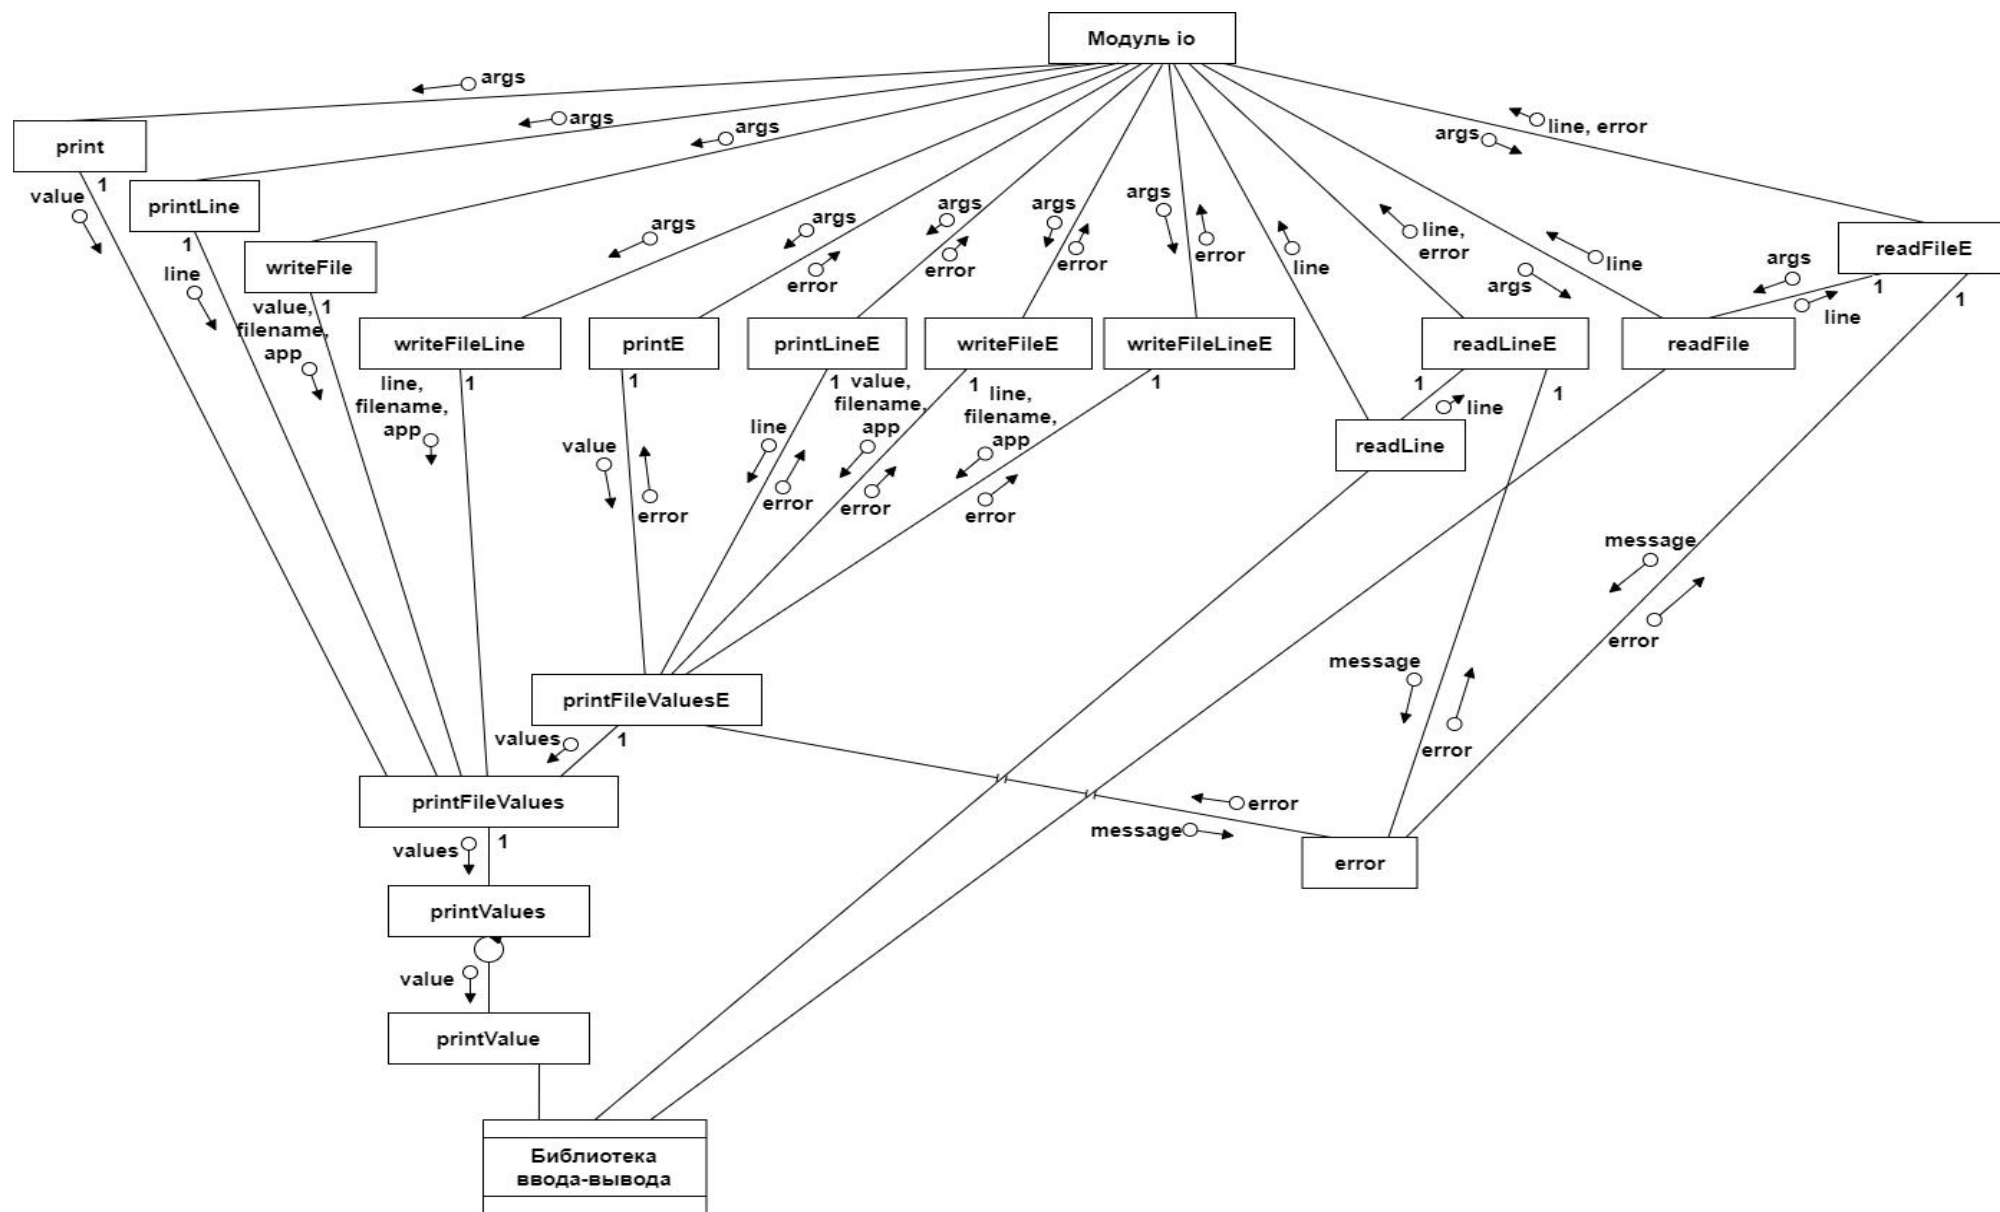 Модуль io
args
args
args
line, error
args
print
1
value
printLine
1
line
writeFile
1
value,
filename,
app
args
args
error
args
error
args
error
args
error
line
line,
error
args
line
readFileE
1
1
args
line
writeFileLine
1
line,
filename,
app
printE
1
value
error
printLineE
1
line
error
writeFileE
1
value,
filename,
app
error
writeFileLineE
1
line,
filename,
app
error
readLineE
1
1
line
readFile
readLine
message
error
message
error
printFileValuesE
1
values
error
message
printFileValues
1
values
error
printValues
value
printValue
Библиотека
ввода-вывода